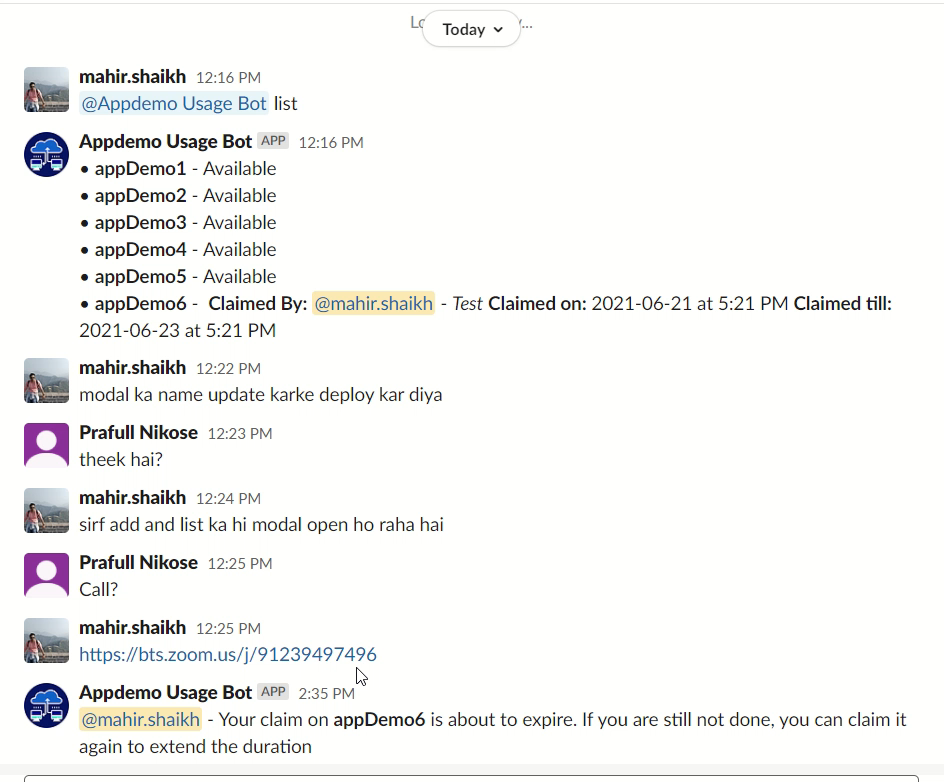 Today
mahir.shaikh 12:16 PM
@Appdemo Usage Bot list
Appdemo Usage Bot APP 12:16 PM
• appDemo1 - Available
• appDemo2 - Available
• appDemo3 - Available
• appDemo4 - Available
• appDemo5 - Available
• appDemo6 - Claimed By: @mahir.shaikh - Test Claimed on: 2021-06-21 at 5:21 PM Claimed till:
2021-06-23 at 5:21 PM
mahir.shaikh 12:22 PM
modal ka name update karke deploy kar diya
Prafull Nikose 12:23 PM
theek hai?
mahir.shaikh 12:24 PM
sirf add and list ka hi modal open ho raha hai
Prafull Nikose 12:25 PM
Call?
mahir.shaikh 12:25 PM
https://bts.zoom.us/j/91239497496
Appdemo Usage Bot APP 2:35 PM
@mahir.shaikh - Your claim on appDemo6 is about to expire. If you are still not done, you can claim it
again to extend the duration